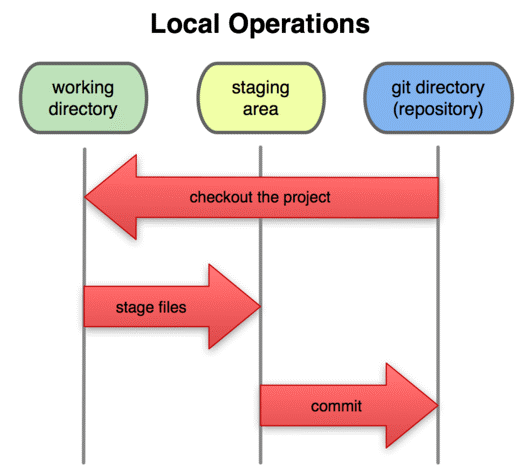 Local Operations
working
directory
staging
area
git directory
(repository)
checkout the project
stage files
commit